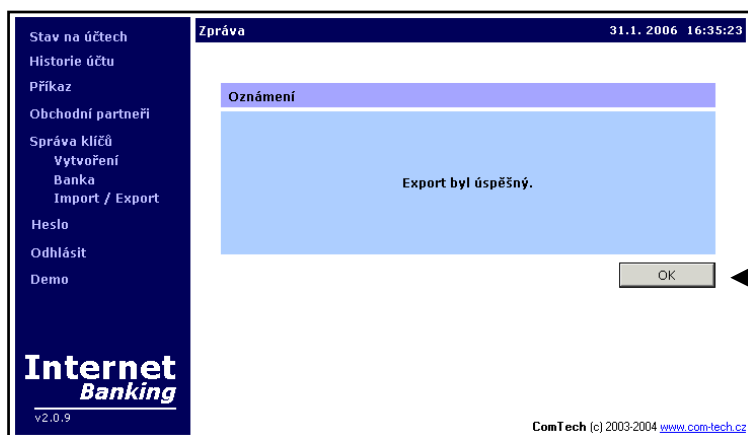 Stav na účtech
Historie účtu
Příkaz
Obchodní partneři
Správa klíčů
Vytvoření
Banka
Import / Export
Heslo
Odhlásit
Demo
Internet
Banking
v2.0.9
Zpráva 31.1. 2006 16:35:23
Oznámení
Export byl úspěšný.
OK
ComTech (c) 2003-2004 www.com-tech.cz